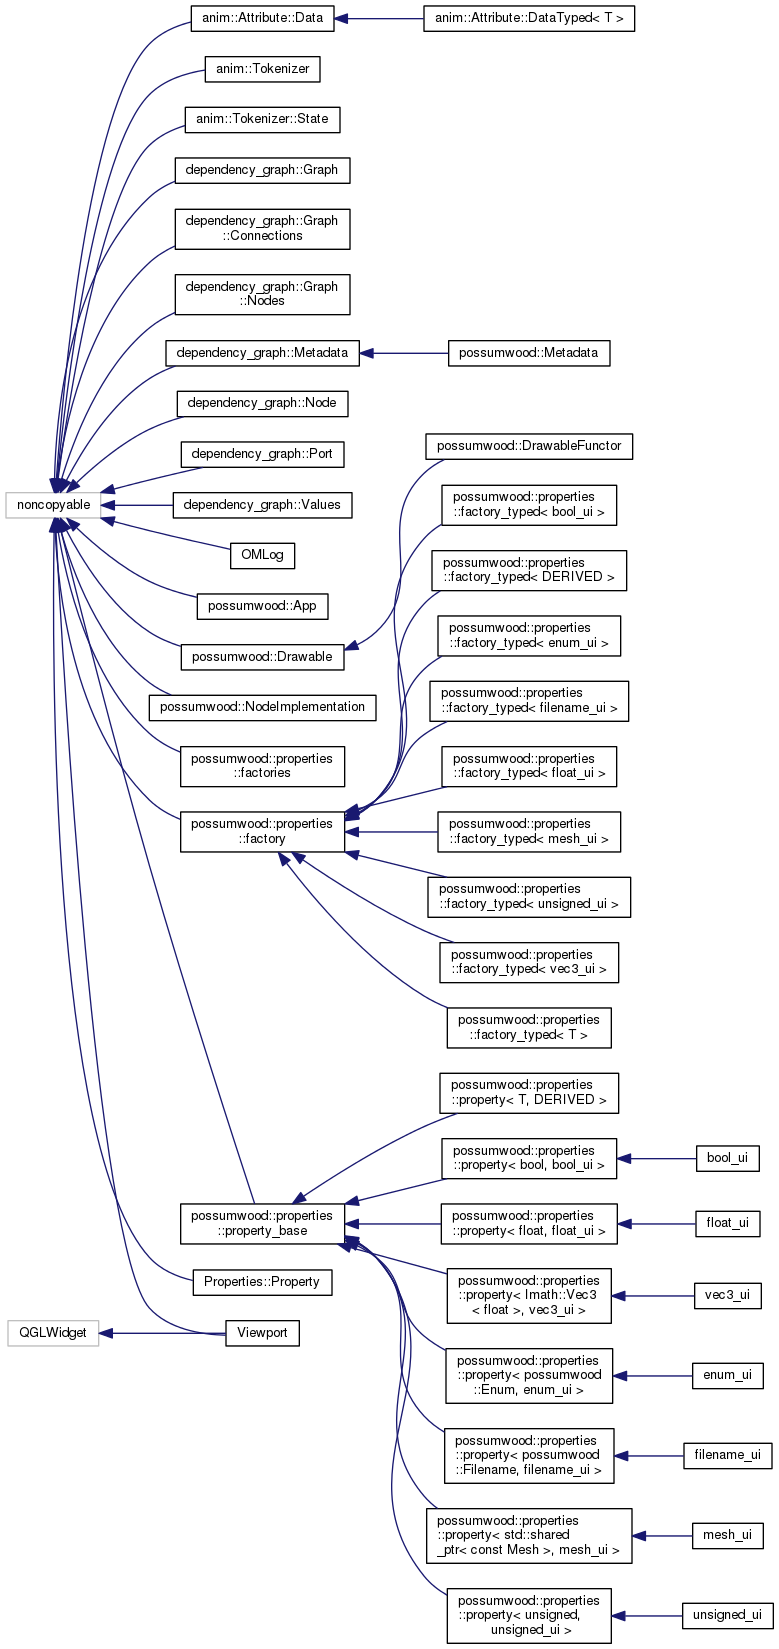 anim::Attribute::Data
anim::Attribute::DataTyped< T >
anim::Tokenizer
anim::Tokenizer::State
dependency_graph::Graph
dependency_graph::Graph
::Connections
dependency_graph::Graph
::Nodes
dependency_graph::Metadata
possumwood::Metadata
dependency_graph::Node
dependency_graph::Port
noncopyable
dependency_graph::Values
OMLog
possumwood::App
possumwood::Drawable
possumwood::DrawableFunctor
possumwood::NodeImplementation
possumwood::properties
::factories
possumwood::properties
::factory
possumwood::properties
::factory_typed< bool_ui >
possumwood::properties
::factory_typed< DERIVED >
possumwood::properties
::factory_typed< enum_ui >
possumwood::properties
::factory_typed< filename_ui >
possumwood::properties
::factory_typed< float_ui >
possumwood::properties
::factory_typed< mesh_ui >
possumwood::properties
::factory_typed< unsigned_ui >
possumwood::properties
::factory_typed< vec3_ui >
possumwood::properties
::factory_typed< T >
possumwood::properties
::property_base
possumwood::properties
::property< T, DERIVED >
possumwood::properties
::property< bool, bool_ui >
bool_ui
possumwood::properties
::property< float, float_ui >
float_ui
possumwood::properties
::property< Imath::Vec3
< float >, vec3_ui >
vec3_ui
possumwood::properties
::property< possumwood
::Enum, enum_ui >
enum_ui
possumwood::properties
::property< possumwood
::Filename, filename_ui >
filename_ui
possumwood::properties
::property< std::shared
_ptr< const Mesh >, mesh_ui >
mesh_ui
possumwood::properties
::property< unsigned,
unsigned_ui >
unsigned_ui
Properties::Property
QGLWidget
Viewport